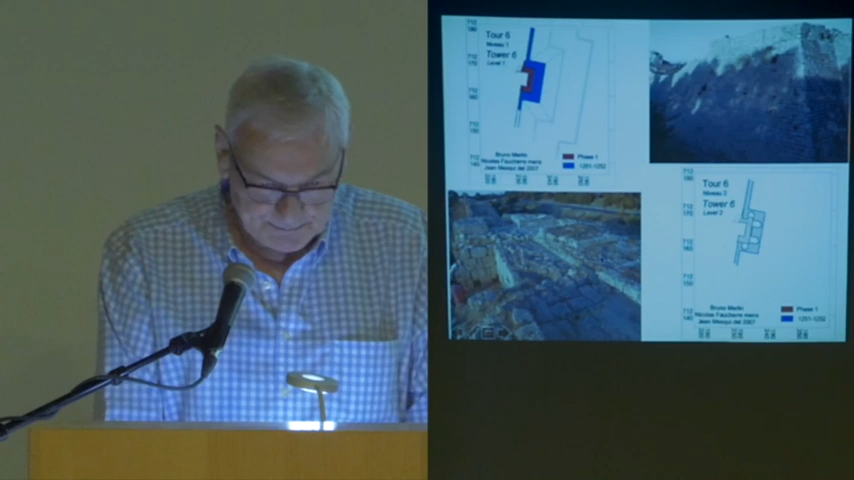 Tour 6
Niveau 1
Tower 6
Level 1
Bruno Martin
Nicolas Faucherre mens
Jean Mesqui del 2007
Phase 1
1251-1252
Tour 6
Niveau 2
Tower 6
Level 2
Bruno Martin
Nicolas Faucherre mens
Jean Mesqui del 2007
Phase 1
1251-1252